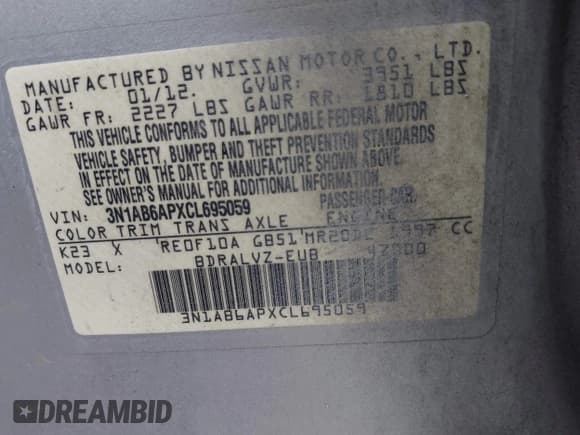 MANUFACTURED BY NISSAN MOTOR CO., LTD.
DATE: 01/12. GVWR: 3951 LBS
GAWR FR: 2227 LBS GAWR RR: 1810 LBS
THIS VEHICLE CONFORMS TO ALL APPLICABLE FEDERAL MOTOR
VEHICLE SAFETY, BUMPER AND THEFT PREVENTION STANDARDS
IN EFFECT ON THE DATE OF MANUFACTURE SHOWN ABOVE.
SEE OWNER'S MANUAL FOR ADDITIONAL INFORMATION.
VIN: 3N1AB6APXCL695059 PASSENGER CAR
COLOR TRIM TRANS AXLE ENGINE
K23 X RE0F10A GB51 MR20DE 1997 CC
MODEL: BDRALVZ-EUB
3N1AB6APXCL695059
DREAMBID